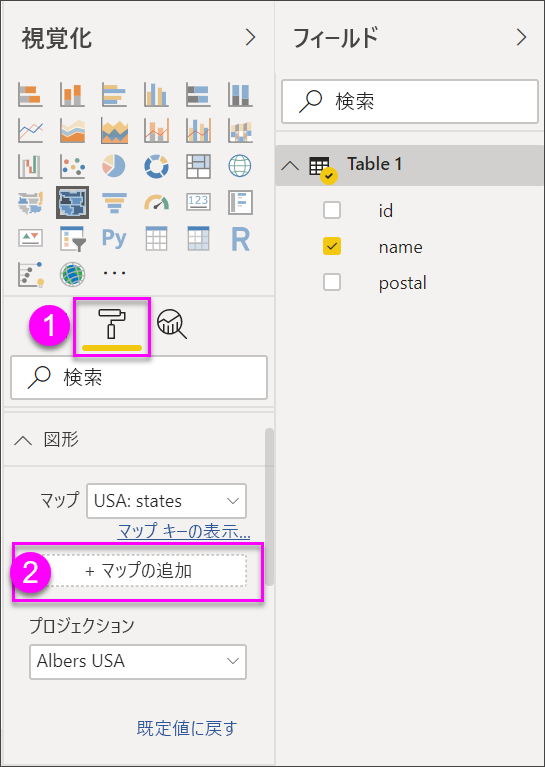 視覚化
123
Py
R
1
検索
図形
マップ
USA: states
マップ キーの表示...
2
+ マップの追加
プロジェクション
Albers USA
既定値に戻す
フィールド
検索
Table 1
id
name
postal